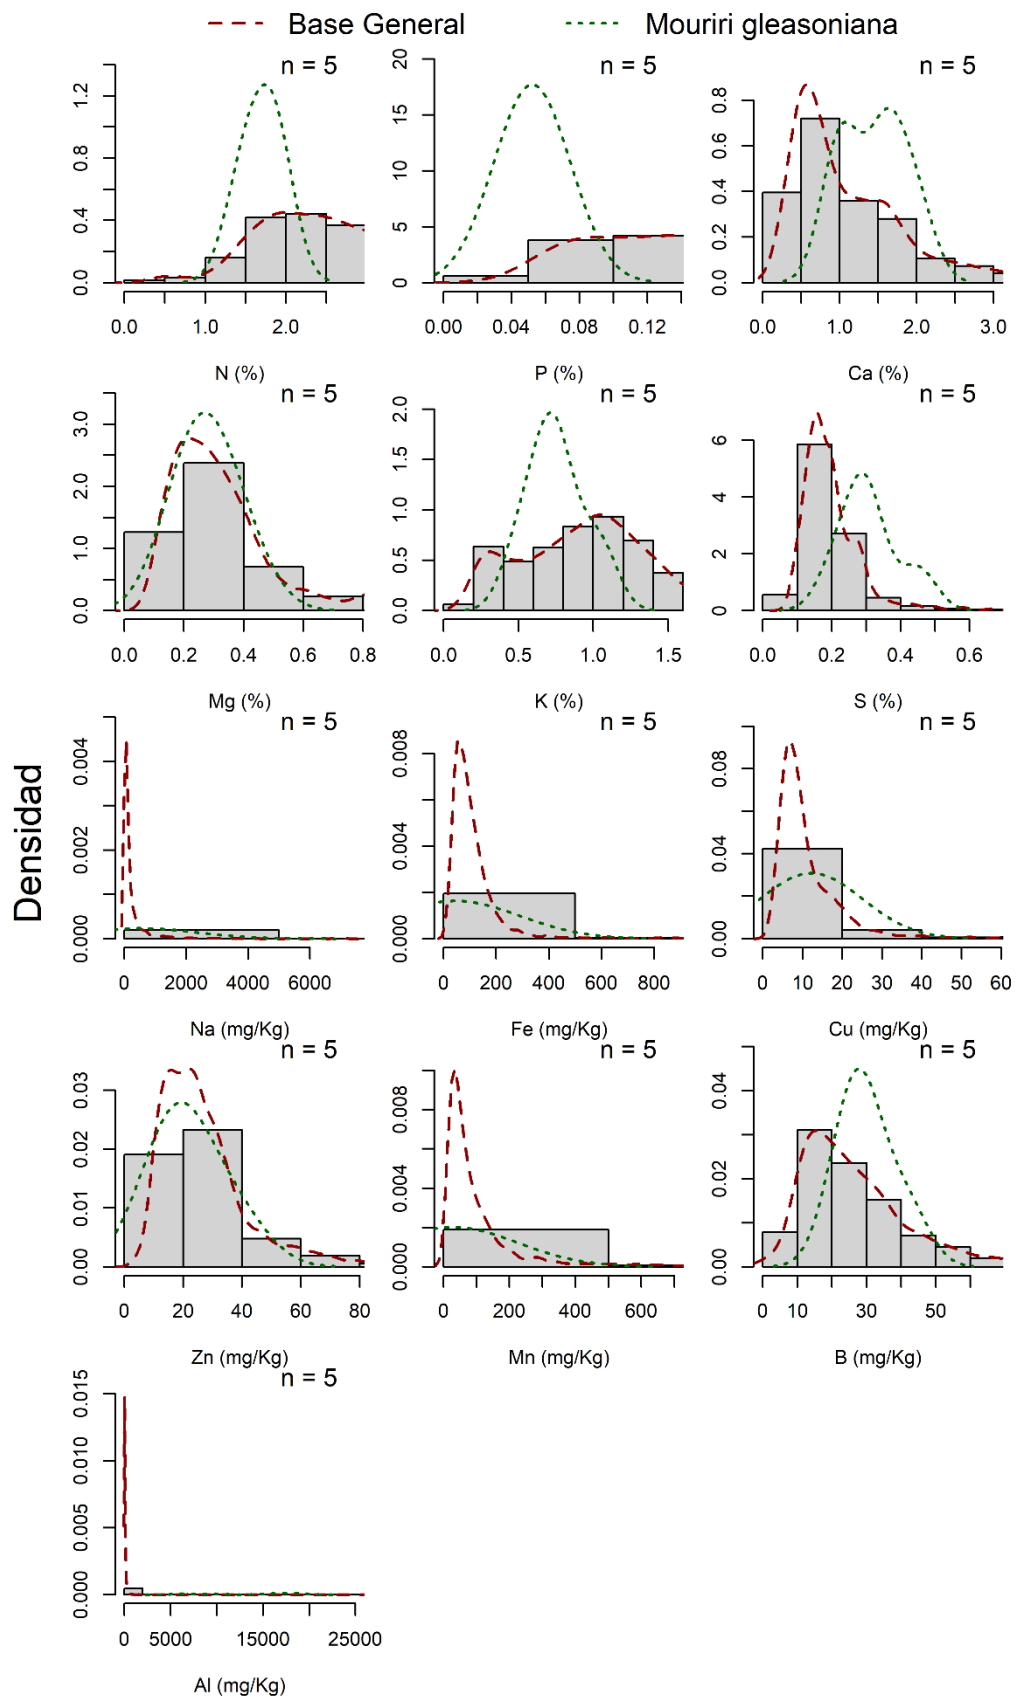 Base General Mouriri gleasoniana
n = 5 n = 5 n = 5
0.0 0.4 0.8 1.2
0 5 10 15 20
0.0 0.2 0.4 0.6 0.8
0.0 1.0 2.0
0.00 0.04 0.08 0.12
0.0 1.0 2.0 3.0
N (%) P (%) Ca (%)
n = 5 n = 5 n = 5
0.0 1.0 2.0 3.0
0.0 0.5 1.0 1.5 2.0
0 2 4 6
0.0 0.2 0.4 0.6 0.8
0.5 1.0 1.5
0.0 0.2 0.4 0.6
Mg (%) K (%) S (%)
n = 5 n = 5 n = 5
Densidad
0.000 0.002 0.004
0.000 0.004 0.008
0.00 0.04 0.08
0 2000 4000 6000
0 200 400 600 800
0 10 20 30 40 50 60
Na (mg/Kg) Fe (mg/Kg) Cu (mg/Kg)
n = 5 n = 5 n = 5
0.00 0.01 0.02 0.03
0.000 0.004 0.008
0.00 0.02 0.04
0 20 40 60 80
0 200 400 600
0 10 30 50
Zn (mg/Kg) Mn (mg/Kg) B (mg/Kg)
n = 5
0.000 0.005 0.010 0.015
0 5000 15000 25000
Al (mg/Kg)